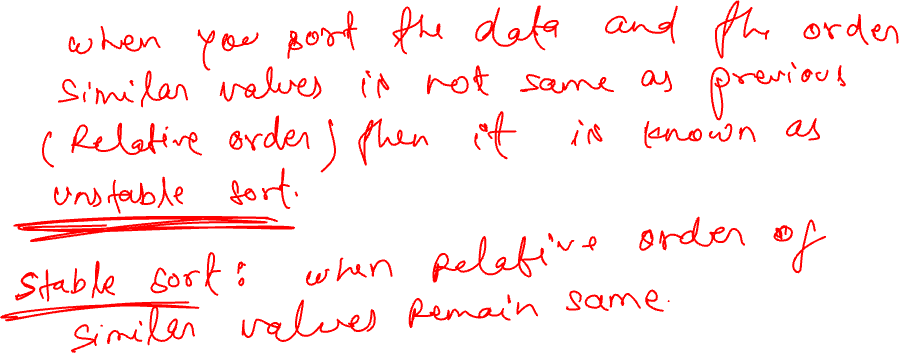 when you sort the data and the order
similar values is not same as previous
(Relative order) then it is known as
unstable sort.
Stable sort: when Relative order of
similar values Remain same.